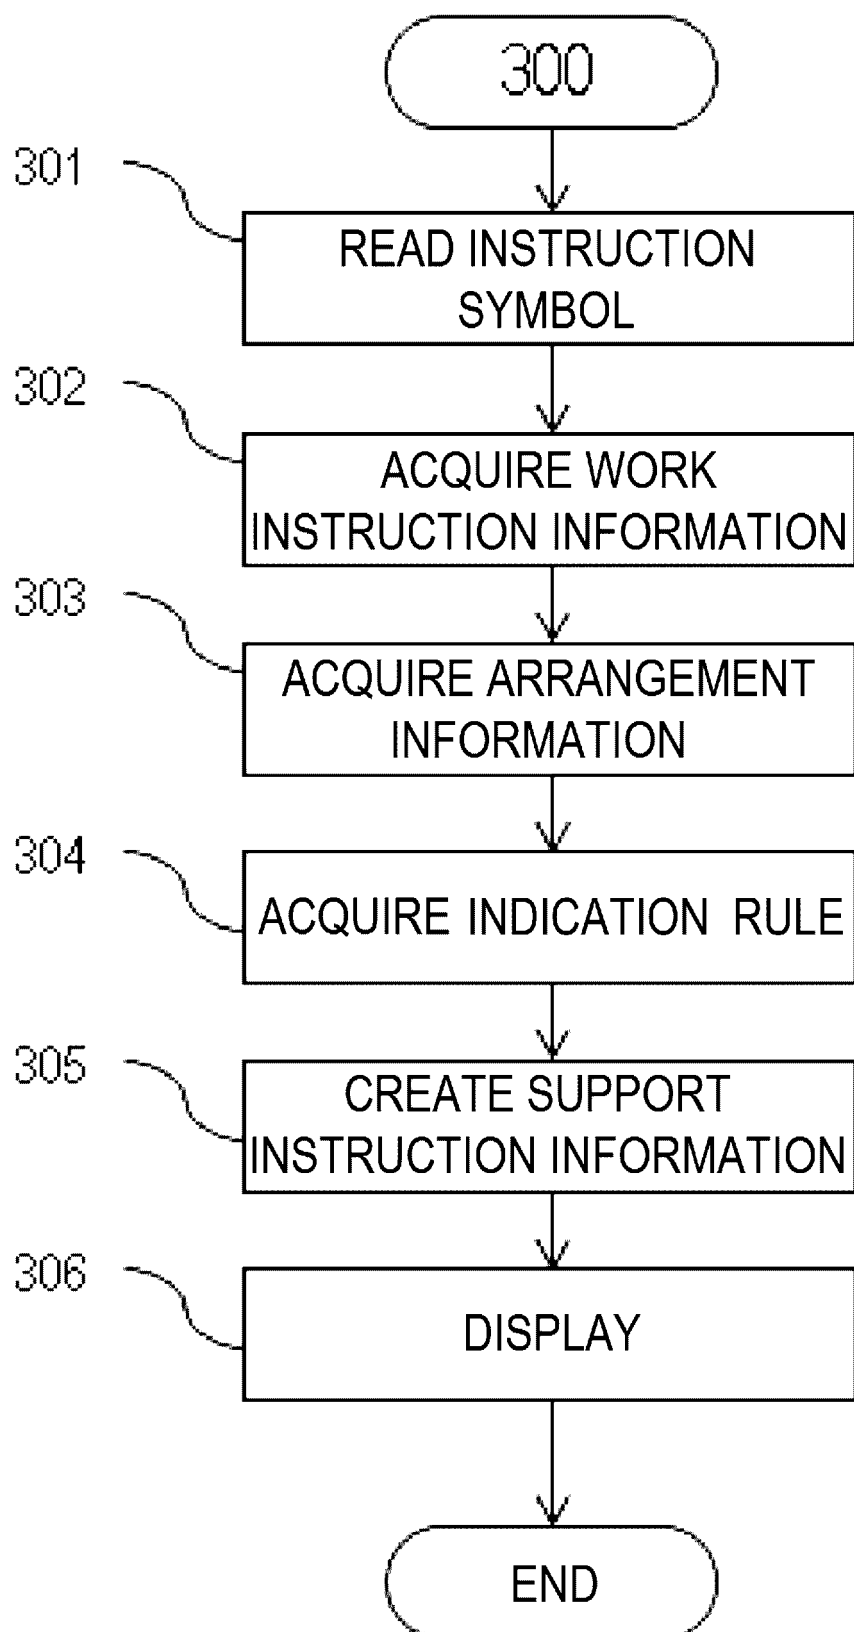 300
301
READ INSTRUCTION
SYMBOL
302
ACQUIRE WORK
INSTRUCTION INFORMATION
303
ACQUIRE ARRANGEMENT
INFORMATION
304
ACQUIRE INDICATION RULE
305
CREATE SUPPORT
INSTRUCTION INFORMATION
306
DISPLAY
END